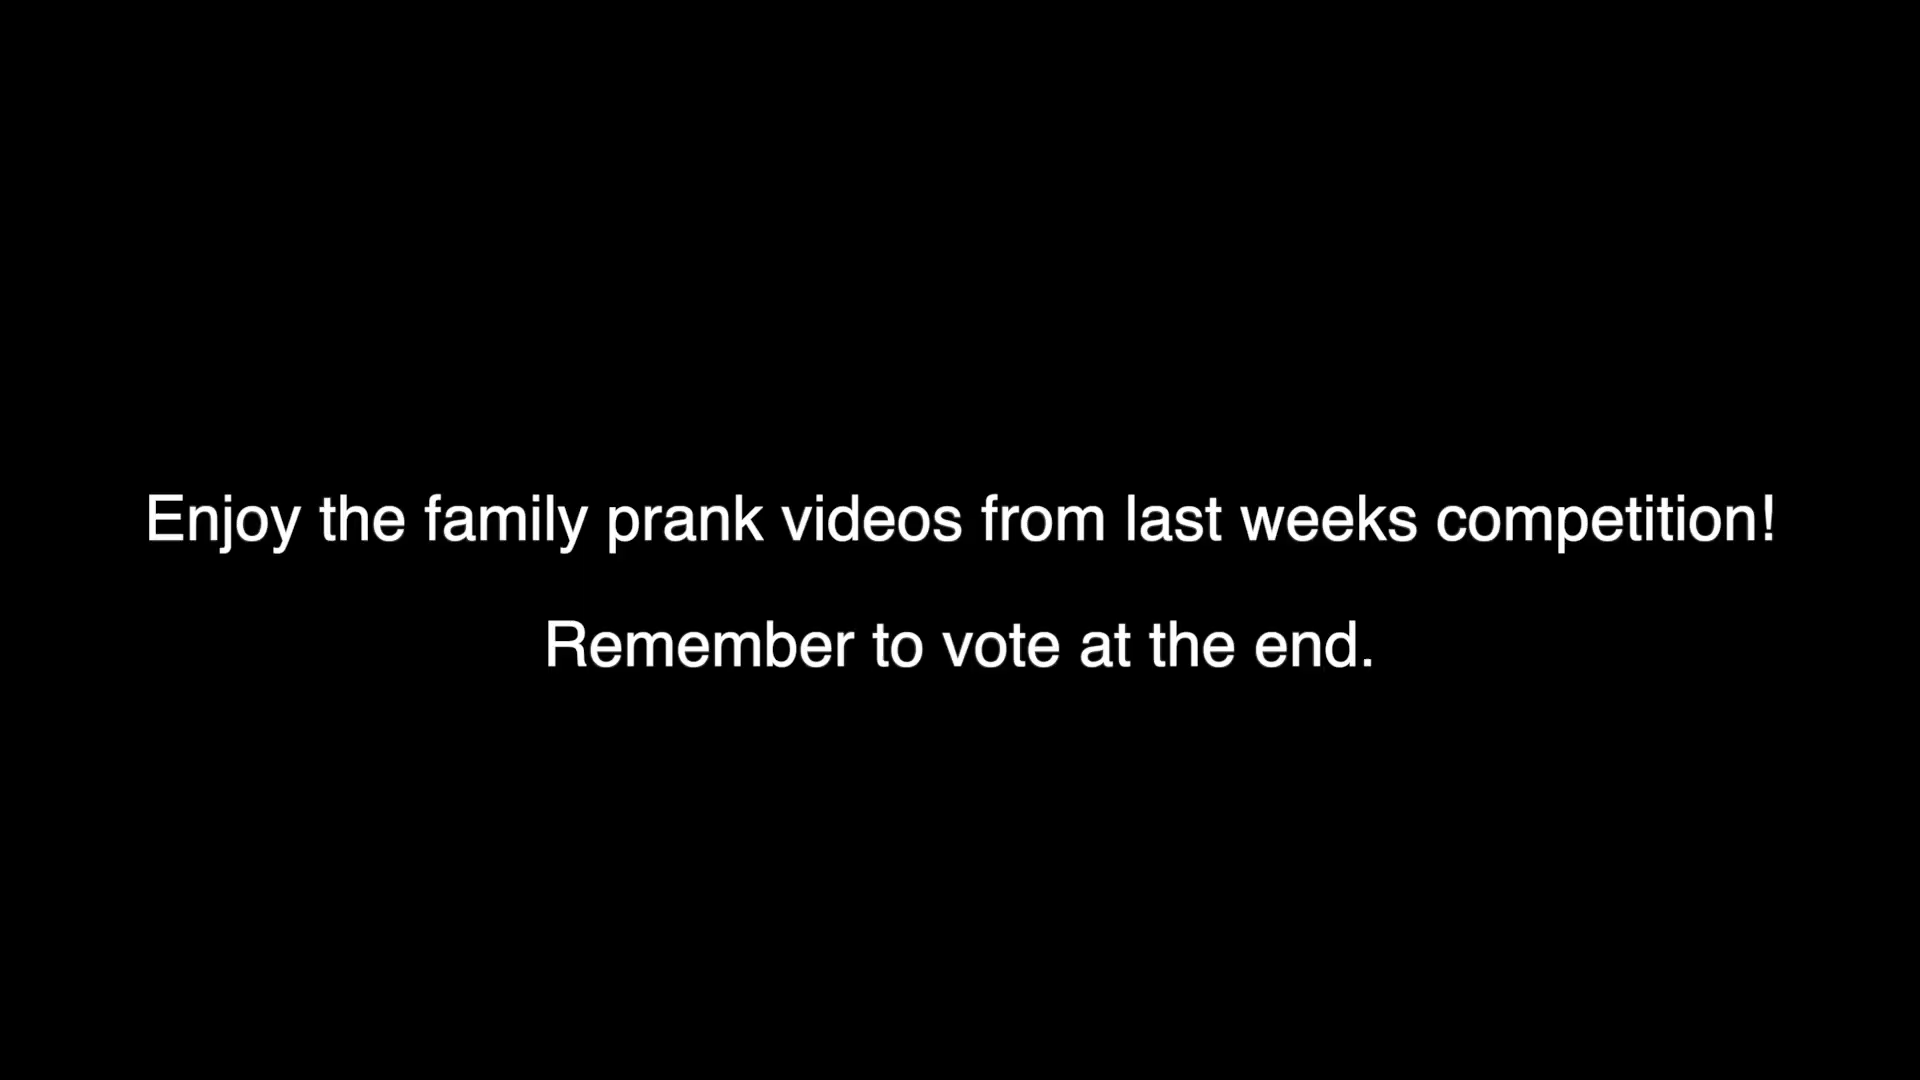 Enjoy the family prank videos from last weeks competition!
Remember to vote at the end.